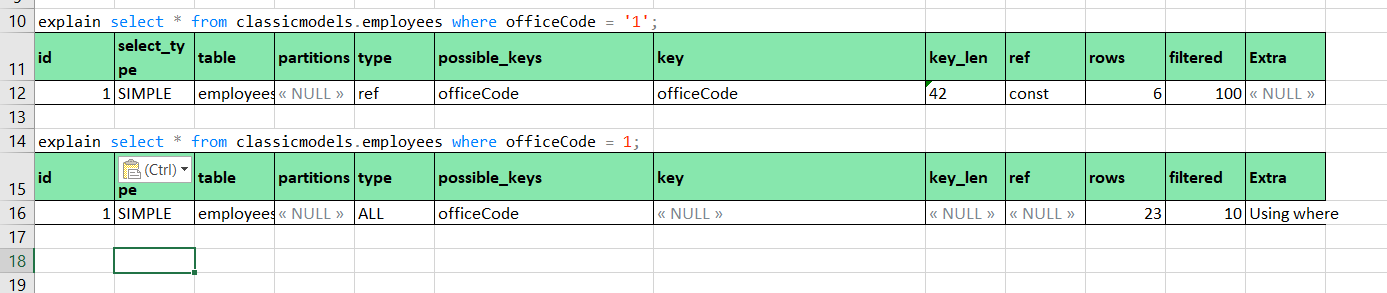 10 explain select * from classicmodels.employees where officeCode = '1';
11 id select_type table partitions type possible_keys key key_len ref rows filtered Extra
12 1 SIMPLE employees « NULL » ref officeCode officeCode 42 const 6 100 « NULL »
13
14 explain select * from classicmodels.employees where officeCode = 1;
15 id (Ctrl) pe table partitions type possible_keys key key_len ref rows filtered Extra
16 1 SIMPLE employees « NULL » ALL officeCode « NULL » « NULL » « NULL » 23 10 Using where
17
18
19